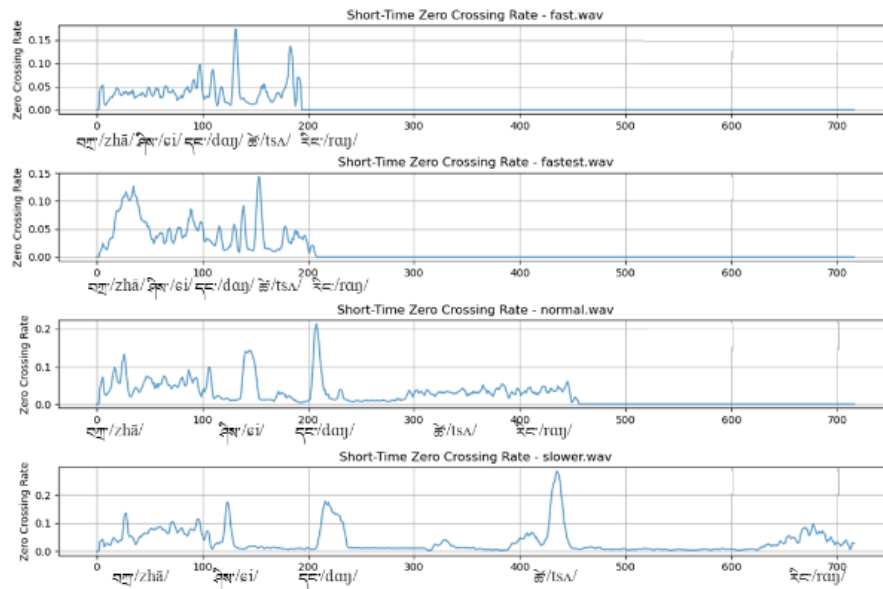 Short-Time Zero Crossing Rate - fast.wav
Zero Crossing Rate
0.15
0.10
0.05
0.00
0 100 200 300 400 500 600 700
བཀྲ་/zhā/ ཤིས་/ɕi/ དང་/dɑŋ/ ཚེ་/tsʌ/ རིང་/rɑŋ/
Short-Time Zero Crossing Rate - fastest.wav
Zero Crossing Rate
0.15
0.10
0.05
0.00
0 100 200 300 400 500 600 700
བཀྲ་/zhā/ ཤིས་/ɕi/ དང་/dɑŋ/ ཚེ་/tsʌ/ རིང་/rɑŋ/
Short-Time Zero Crossing Rate - normal.wav
Zero Crossing Rate
0.2
0.1
0.0
0 100 200 300 400 500 600 700
བཀྲ་/zhā/ ཤིས་/ɕi/ དང་/dɑŋ/ ཚེ་/tsʌ/ རིང་/rɑŋ/
Short-Time Zero Crossing Rate - slower.wav
Zero Crossing Rate
0.2
0.1
0.0
0 100 200 300 400 500 600 700
བཀྲ་/zhā/ ཤིས་/ɕi/ དང་/dɑŋ/ ཚེ་/tsʌ/ རིང་/rɑŋ/